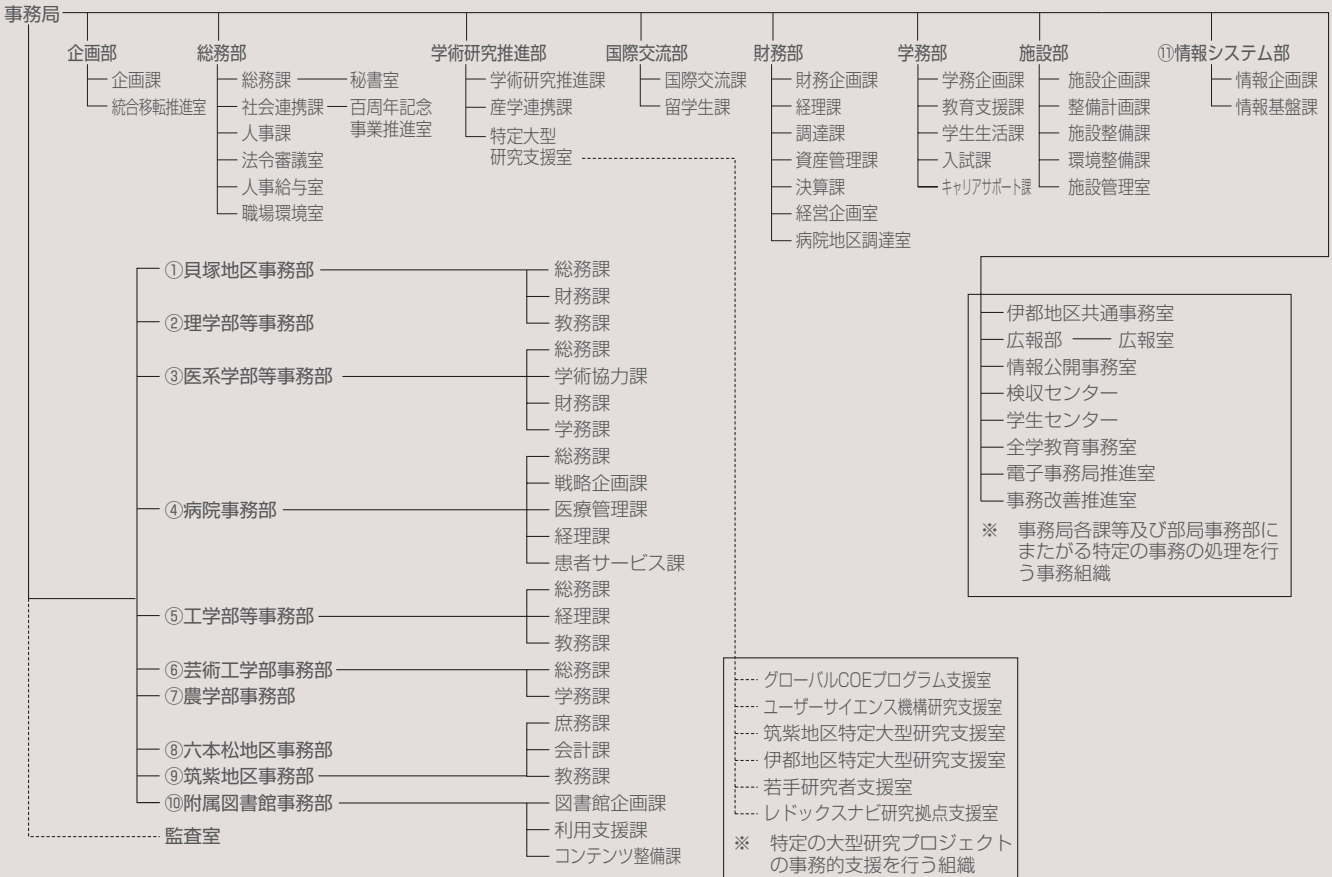 事務局
企画部
企画課
統合移転推進室
総務部
総務課 秘書室
社会連携課 百周年記念
事業推進室
人事課
法令審議室
人事給与室
職場環境室
学術研究推進部
学術研究推進課
産学連携課
特定大型
研究支援室
国際交流部
国際交流課
留学生課
財務部
財務企画課
経理課
調達課
資産管理課
決算課
経営企画室
病院地区調達室
学務部
学務企画課
教育支援課
学生生活課
入試課
キャリアサポート課
施設部
施設企画課
整備計画課
施設整備課
環境整備課
施設管理室
⑪情報システム部
情報企画課
情報基盤課
①貝塚地区事務部
総務課
財務課
教務課
②理学部等事務部
③医系学部等事務部
総務課
学術協力課
財務課
学務課
④病院事務部
総務課
戦略企画課
医療管理課
経理課
患者サービス課
⑤工学部等事務部
総務課
経理課
教務課
⑥芸術工学部事務部
総務課
学務課
⑦農学部事務部
⑧六本松地区事務部
⑨筑紫地区事務部
庶務課
会計課
教務課
⑩附属図書館事務部
図書館企画課
利用支援課
コンテンツ整備課
監査室
伊都地区共通事務室
広報部 広報室
情報公開事務室
検収センター
学生センター
全学教育事務室
電子事務局推進室
事務改善推進室
※ 事務局各課等及び部局事務部に
またがる特定の事務の処理を行
う事務組織
グローバルCOEプログラム支援室
ユーザーサイエンス機構研究支援室
筑紫地区特定大型研究支援室
伊都地区特定大型研究支援室
若手研究者支援室
レドックスナビ研究拠点支援室
※ 特定の大型研究プロジェクト
の事務的支援を行う組織